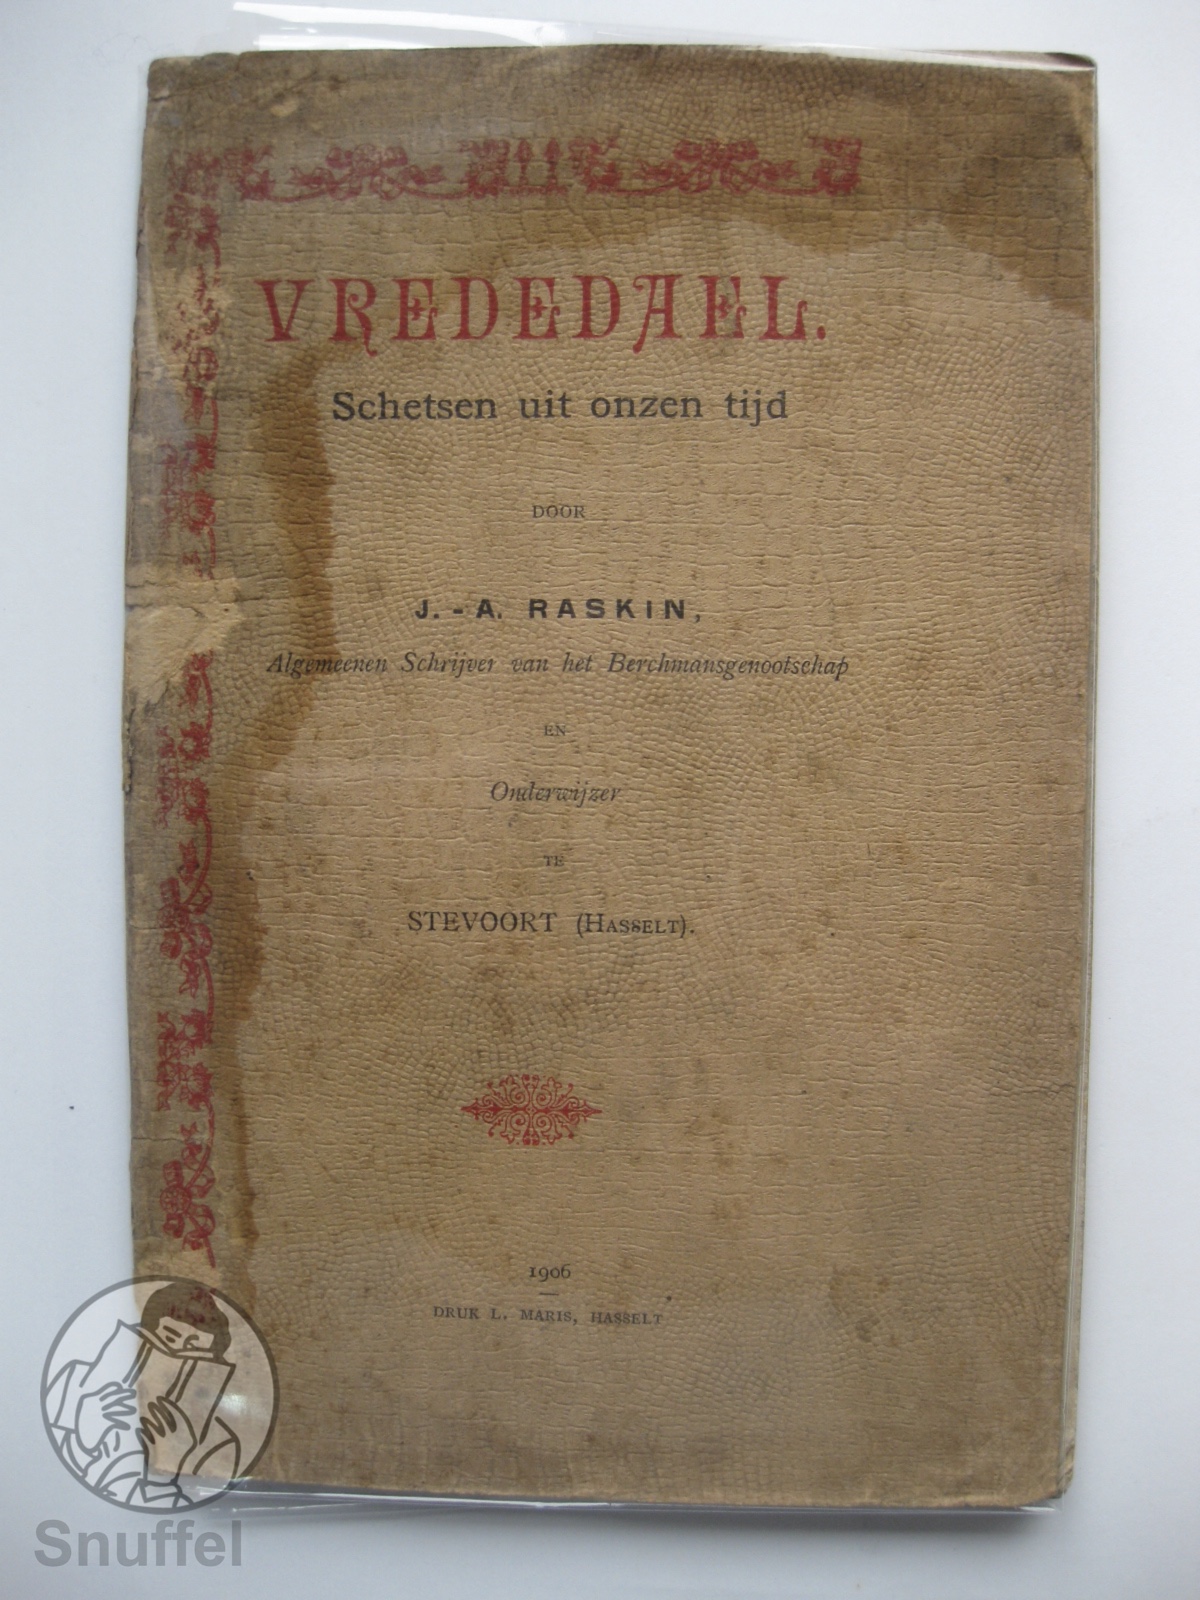 VREDEDAEL.
Schetsen uit onzen tijd
DOOR
J. - A. RASKIN,
Algemeenen Schrijver van het Berchmansgenootschap
EN
Onderwijzer
TE
STEVOORT (HASSELT).
1906
DRUK L. MARIS, HASSELT
Snuffel